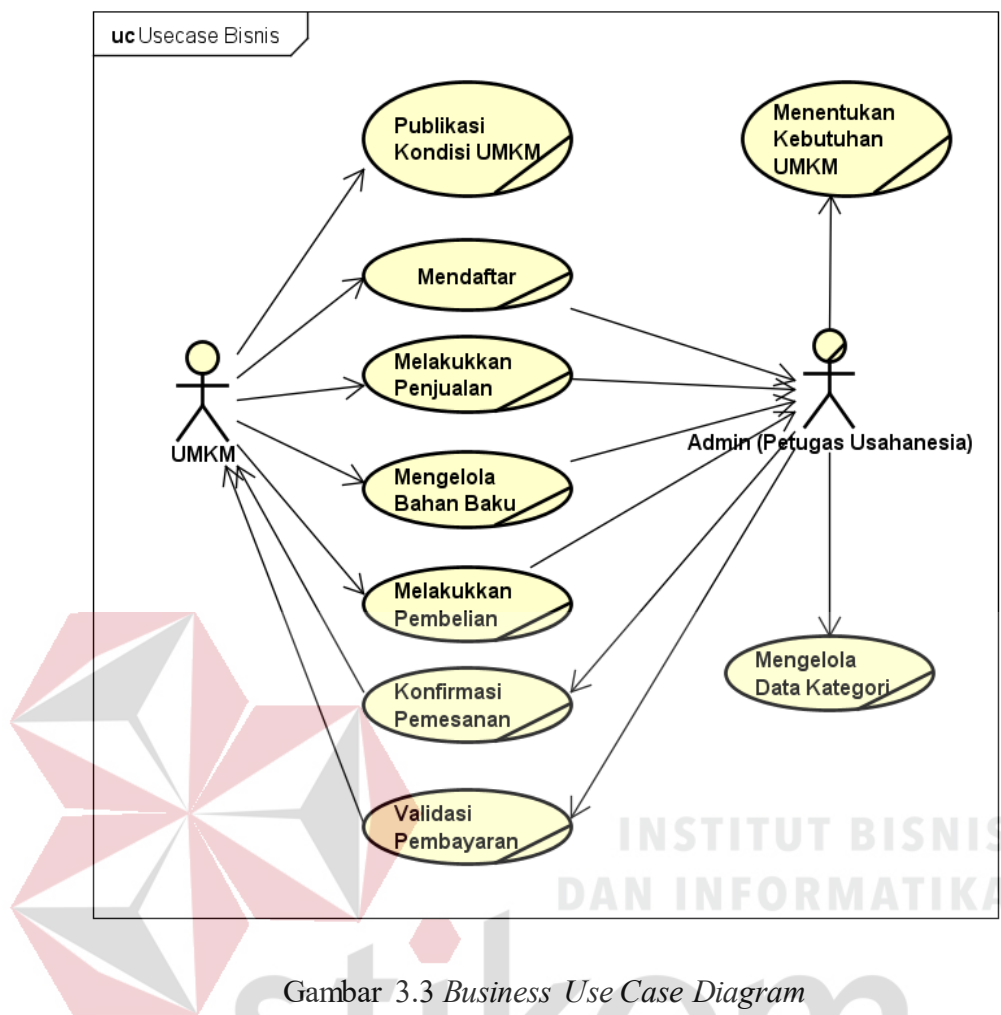 uc Usecase Bisnis
Publikasi
Kondisi UMKM
Menentukan
Kebutuhan
UMKM
Mendaftar
Melakukkan
Penjualan
UMKM
Admin (Petugas Usahanesia)
Mengelola
Bahan Baku
Melakukkan
Pembelian
Mengelola
Data Kategori
Konfirmasi
Pemesanan
Validasi
Pembayaran
INSTITUT BISNIS
DAN INFORMATIKA
stikom
Gambar 3.3 Business Use Case Diagram